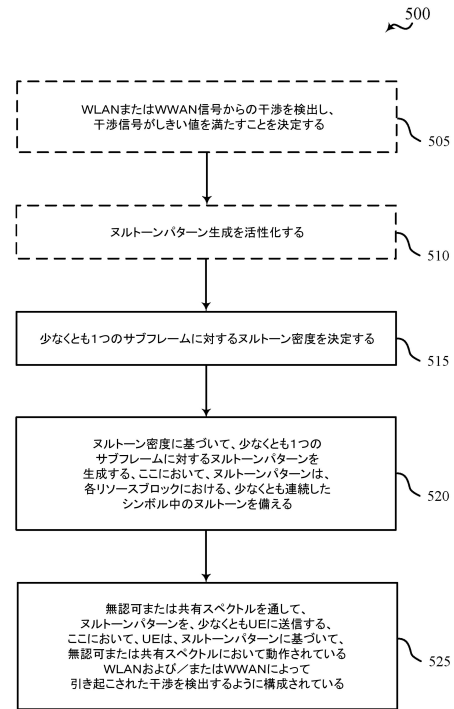 500
WLANまたはWWAN信号からの干渉を検出し、
干渉信号がしきい値を満たすことを決定する
505
ヌルトーンパターン生成を活性化する
510
少なくとも1つのサブフレームに対するヌルトーン密度を決定する
515
ヌルトーン密度に基づいて、少なくとも1つの
サブフレームに対するヌルトーンパターンを
生成する、ここにおいて、ヌルトーンパターンは、
各リソースブロックにおける、少なくとも連続した
シンボル中のヌルトーンを備える
520
無認可または共有スペクトルを通して、
ヌルトーンパターンを、少なくともUEに送信する、
ここにおいて、UEは、ヌルトーンパターンに基づいて、
無認可または共有スペクトルにおいて動作されている
WLANおよび/またはWWANによって
引き起こされた干渉を検出するように構成されている
525